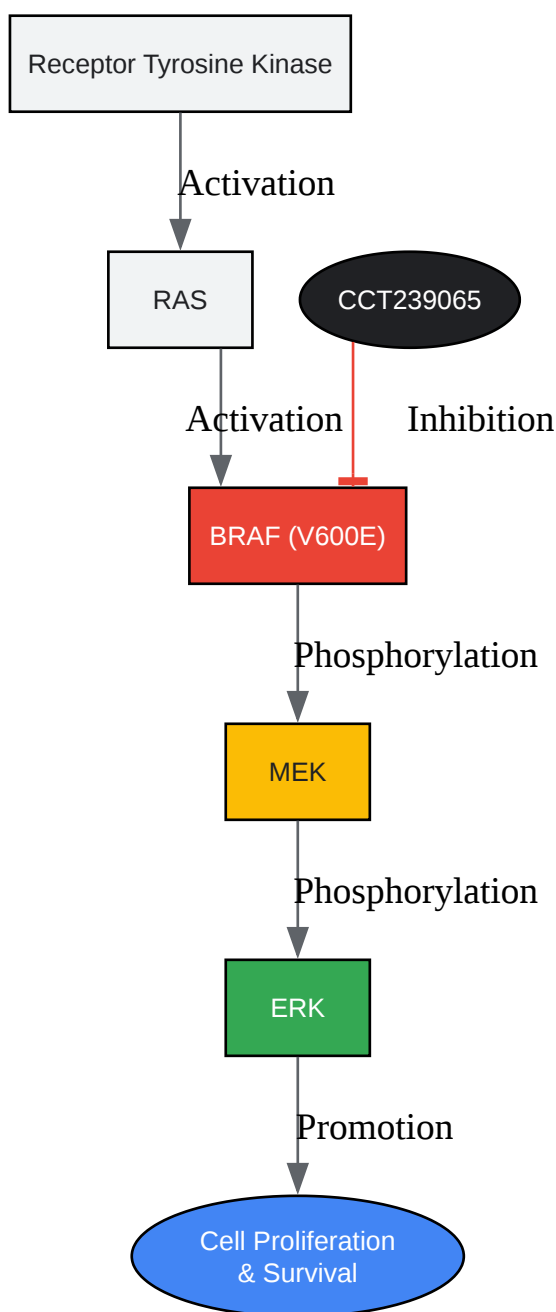 Receptor Tyrosine Kinase
Activation
RAS
CCT239065
Activation
Inhibition
BRAF (V600E)
Phosphorylation
MEK
Phosphorylation
ERK
Promotion
Cell Proliferation
& Survival